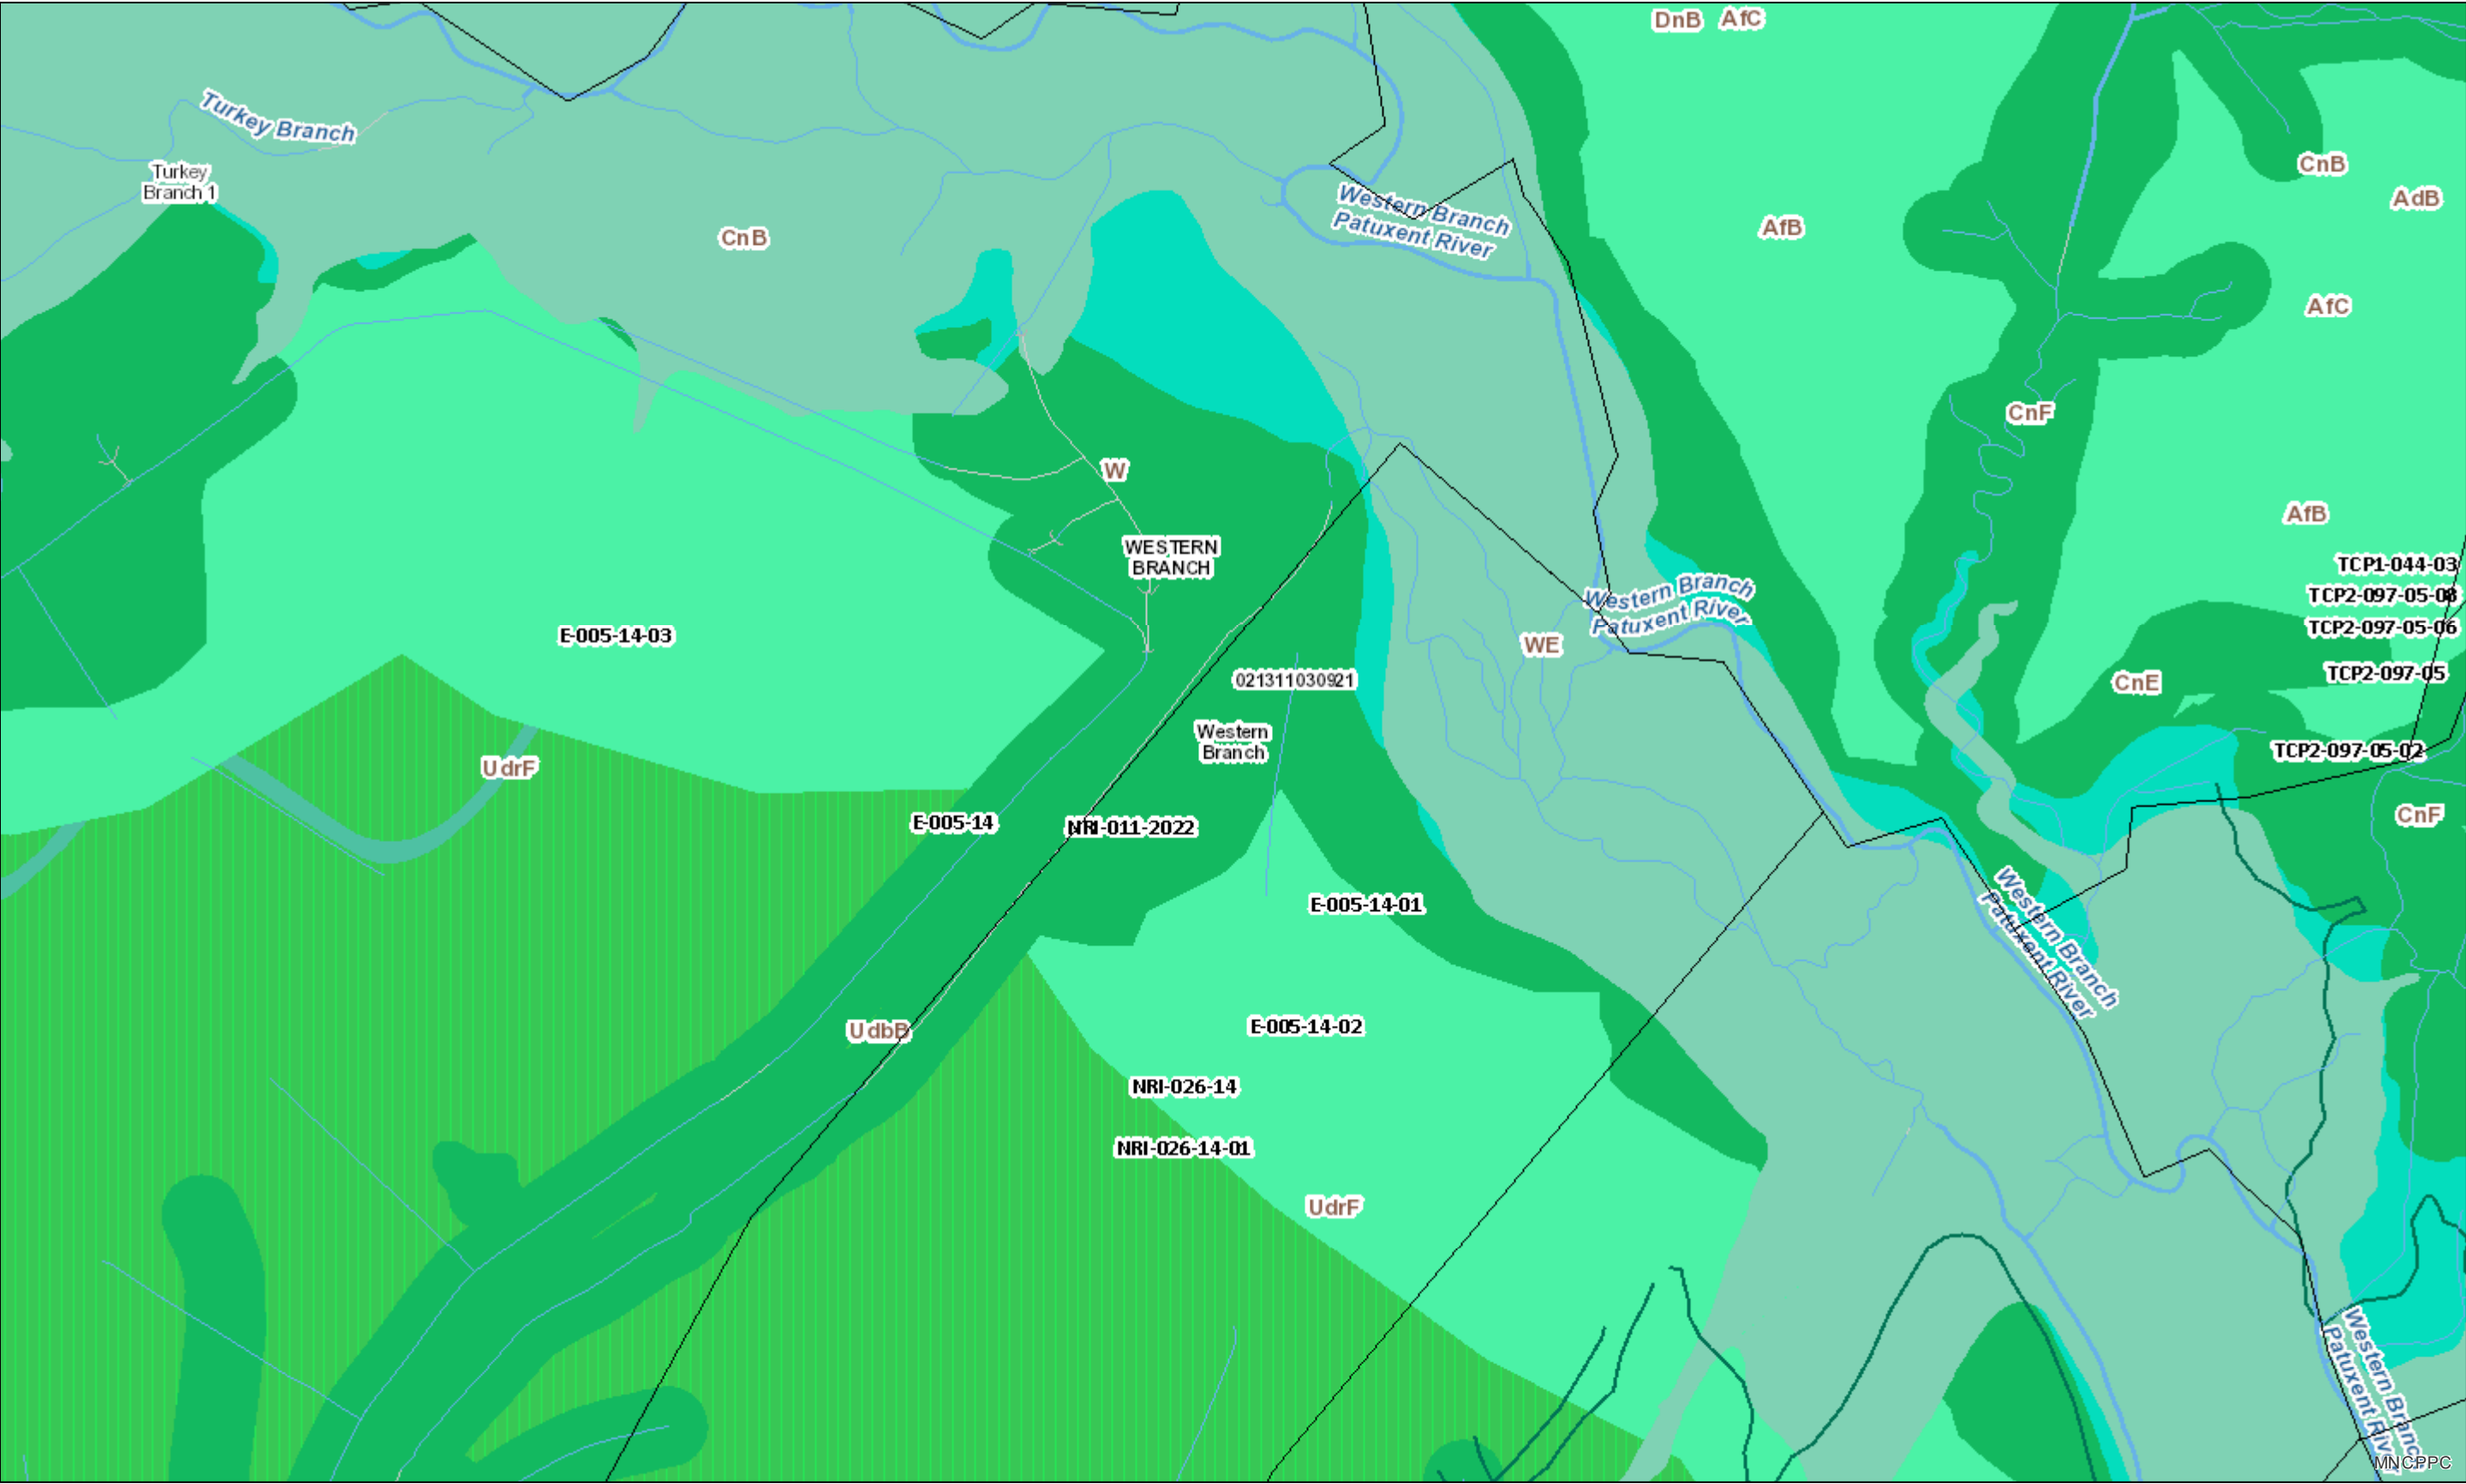 DnB AfC
Turkey Branch
Turkey
Branch 1
CnB
AdB
Western Branch
Patuxent River
AfB
CnB
AfC
CnF
W
AfB
WESTERN
BRANCH
TCP1-044-03
Western Branch
Patuxent River
TCP2-097-05-08
E-005-14-03
TCP2-097-05-06
WE
021311030921
TCP2-097-05
CnE
Western
Branch
TCP2-097-05-02
UdrF
E-005-14
NRI-011-2022
CnF
E-005-14-01
Western Branch
Patuxent River
E-005-14-02
UdbB
NRI-026-14
NRI-026-14-01
UdrF
Western Branch
Patuxent River
MNCPPC